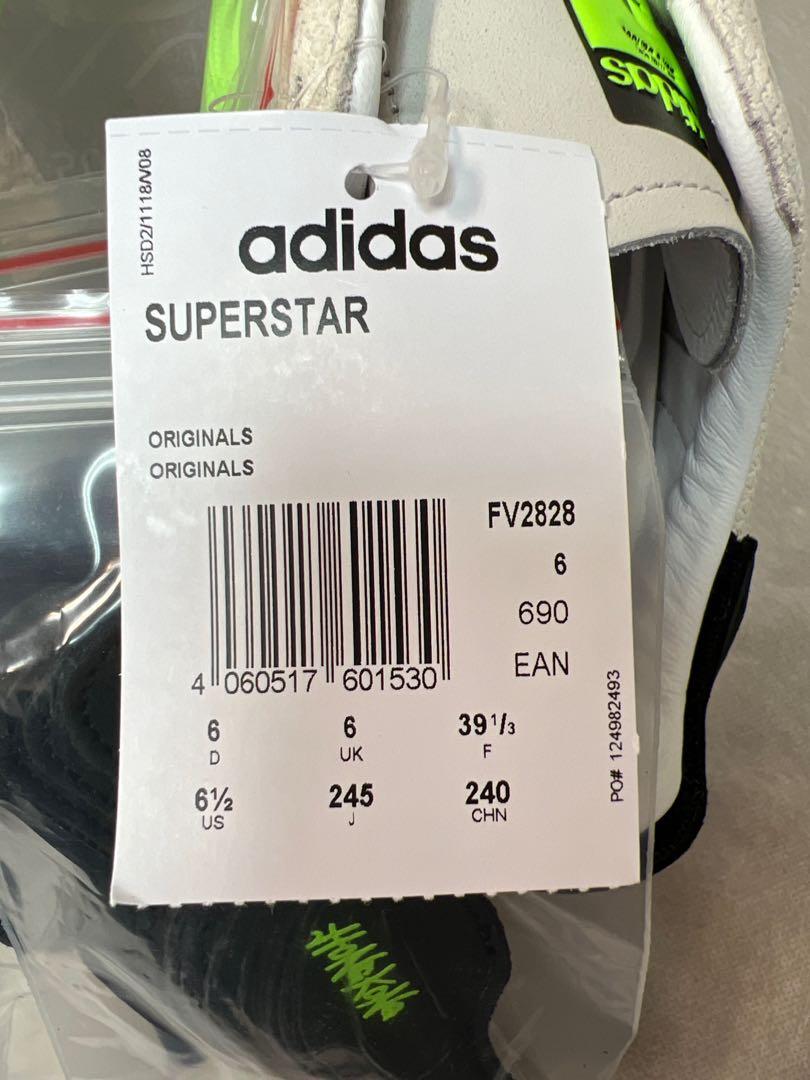 HSD2/1118/V08
adidas
SUPERSTAR
ORIGINALS
ORIGINALS
FV2828
6
690
EAN
4 060517 601530
6 6 39 1/3
D UK F
6½ 245 240
US J CHN
PO# 124982493
adidas